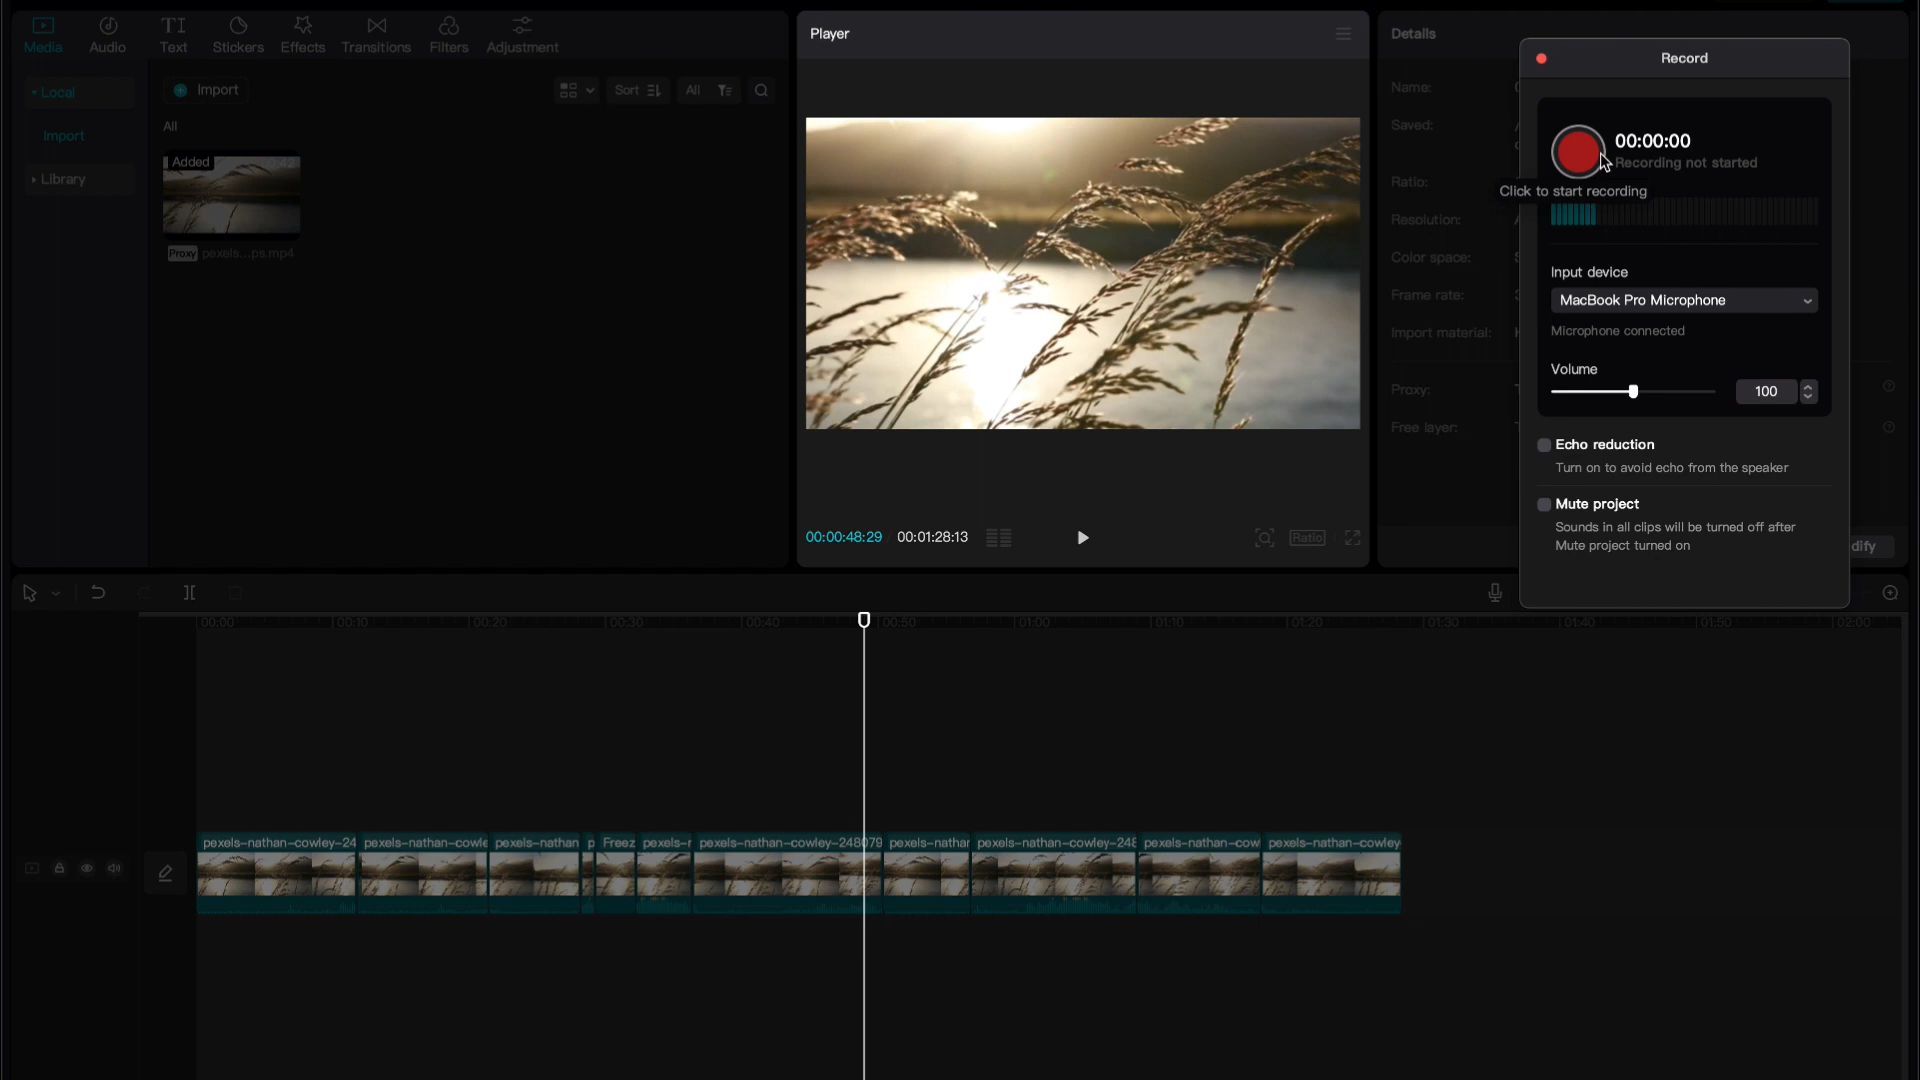 Media
Audio
Text
Stickers
Effects
Transitions
Filters
Adjustment
Local
Import
Library
Import
Sort
All
All
Added
Proxy pexels...ps.mp4
Player
00:00:48:29 00:01:28:13
Ratio
Details
Name:
Saved:
Ratio:
Resolution:
Color space:
Frame rate:
Import material:
Proxy:
Free layer:
Record
00:00:00
Recording not started
Click to start recording
Input device
MacBook Pro Microphone
Microphone connected
Volume
100
Echo reduction
Turn on to avoid echo from the speaker
Mute project
Sounds in all clips will be turned off after
Mute project turned on
dify
00:00 00:10 00:20 00:30 00:40 00:50 01:00 01:10 01:20 01:30 01:40 01:50 02:00
pexels-nathan-cowley-24 pexels-nathan-cowle pexels-nathan p Freez pexels-r pexels-nathan-cowley-248079 pexels-nathan pexels-nathan-cowley-248 pexels-nathan-cow pexels-nathan-cowley